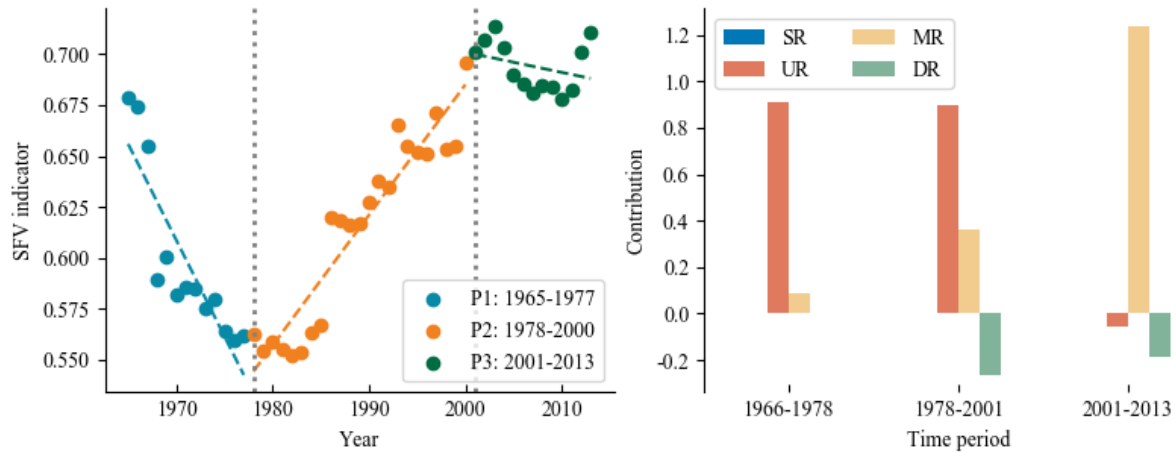 0.700
0.675
0.650
0.625
0.600
0.575
0.550
SFV indicator
1970
1980
1990
2000
2010
Year
P1: 1965-1977
P2: 1978-2000
P3: 2001-2013
1.2
1.0
0.8
0.6
0.4
0.2
0.0
-0.2
Contribution
SR
MR
UR
DR
1966-1978
1978-2001
2001-2013
Time period